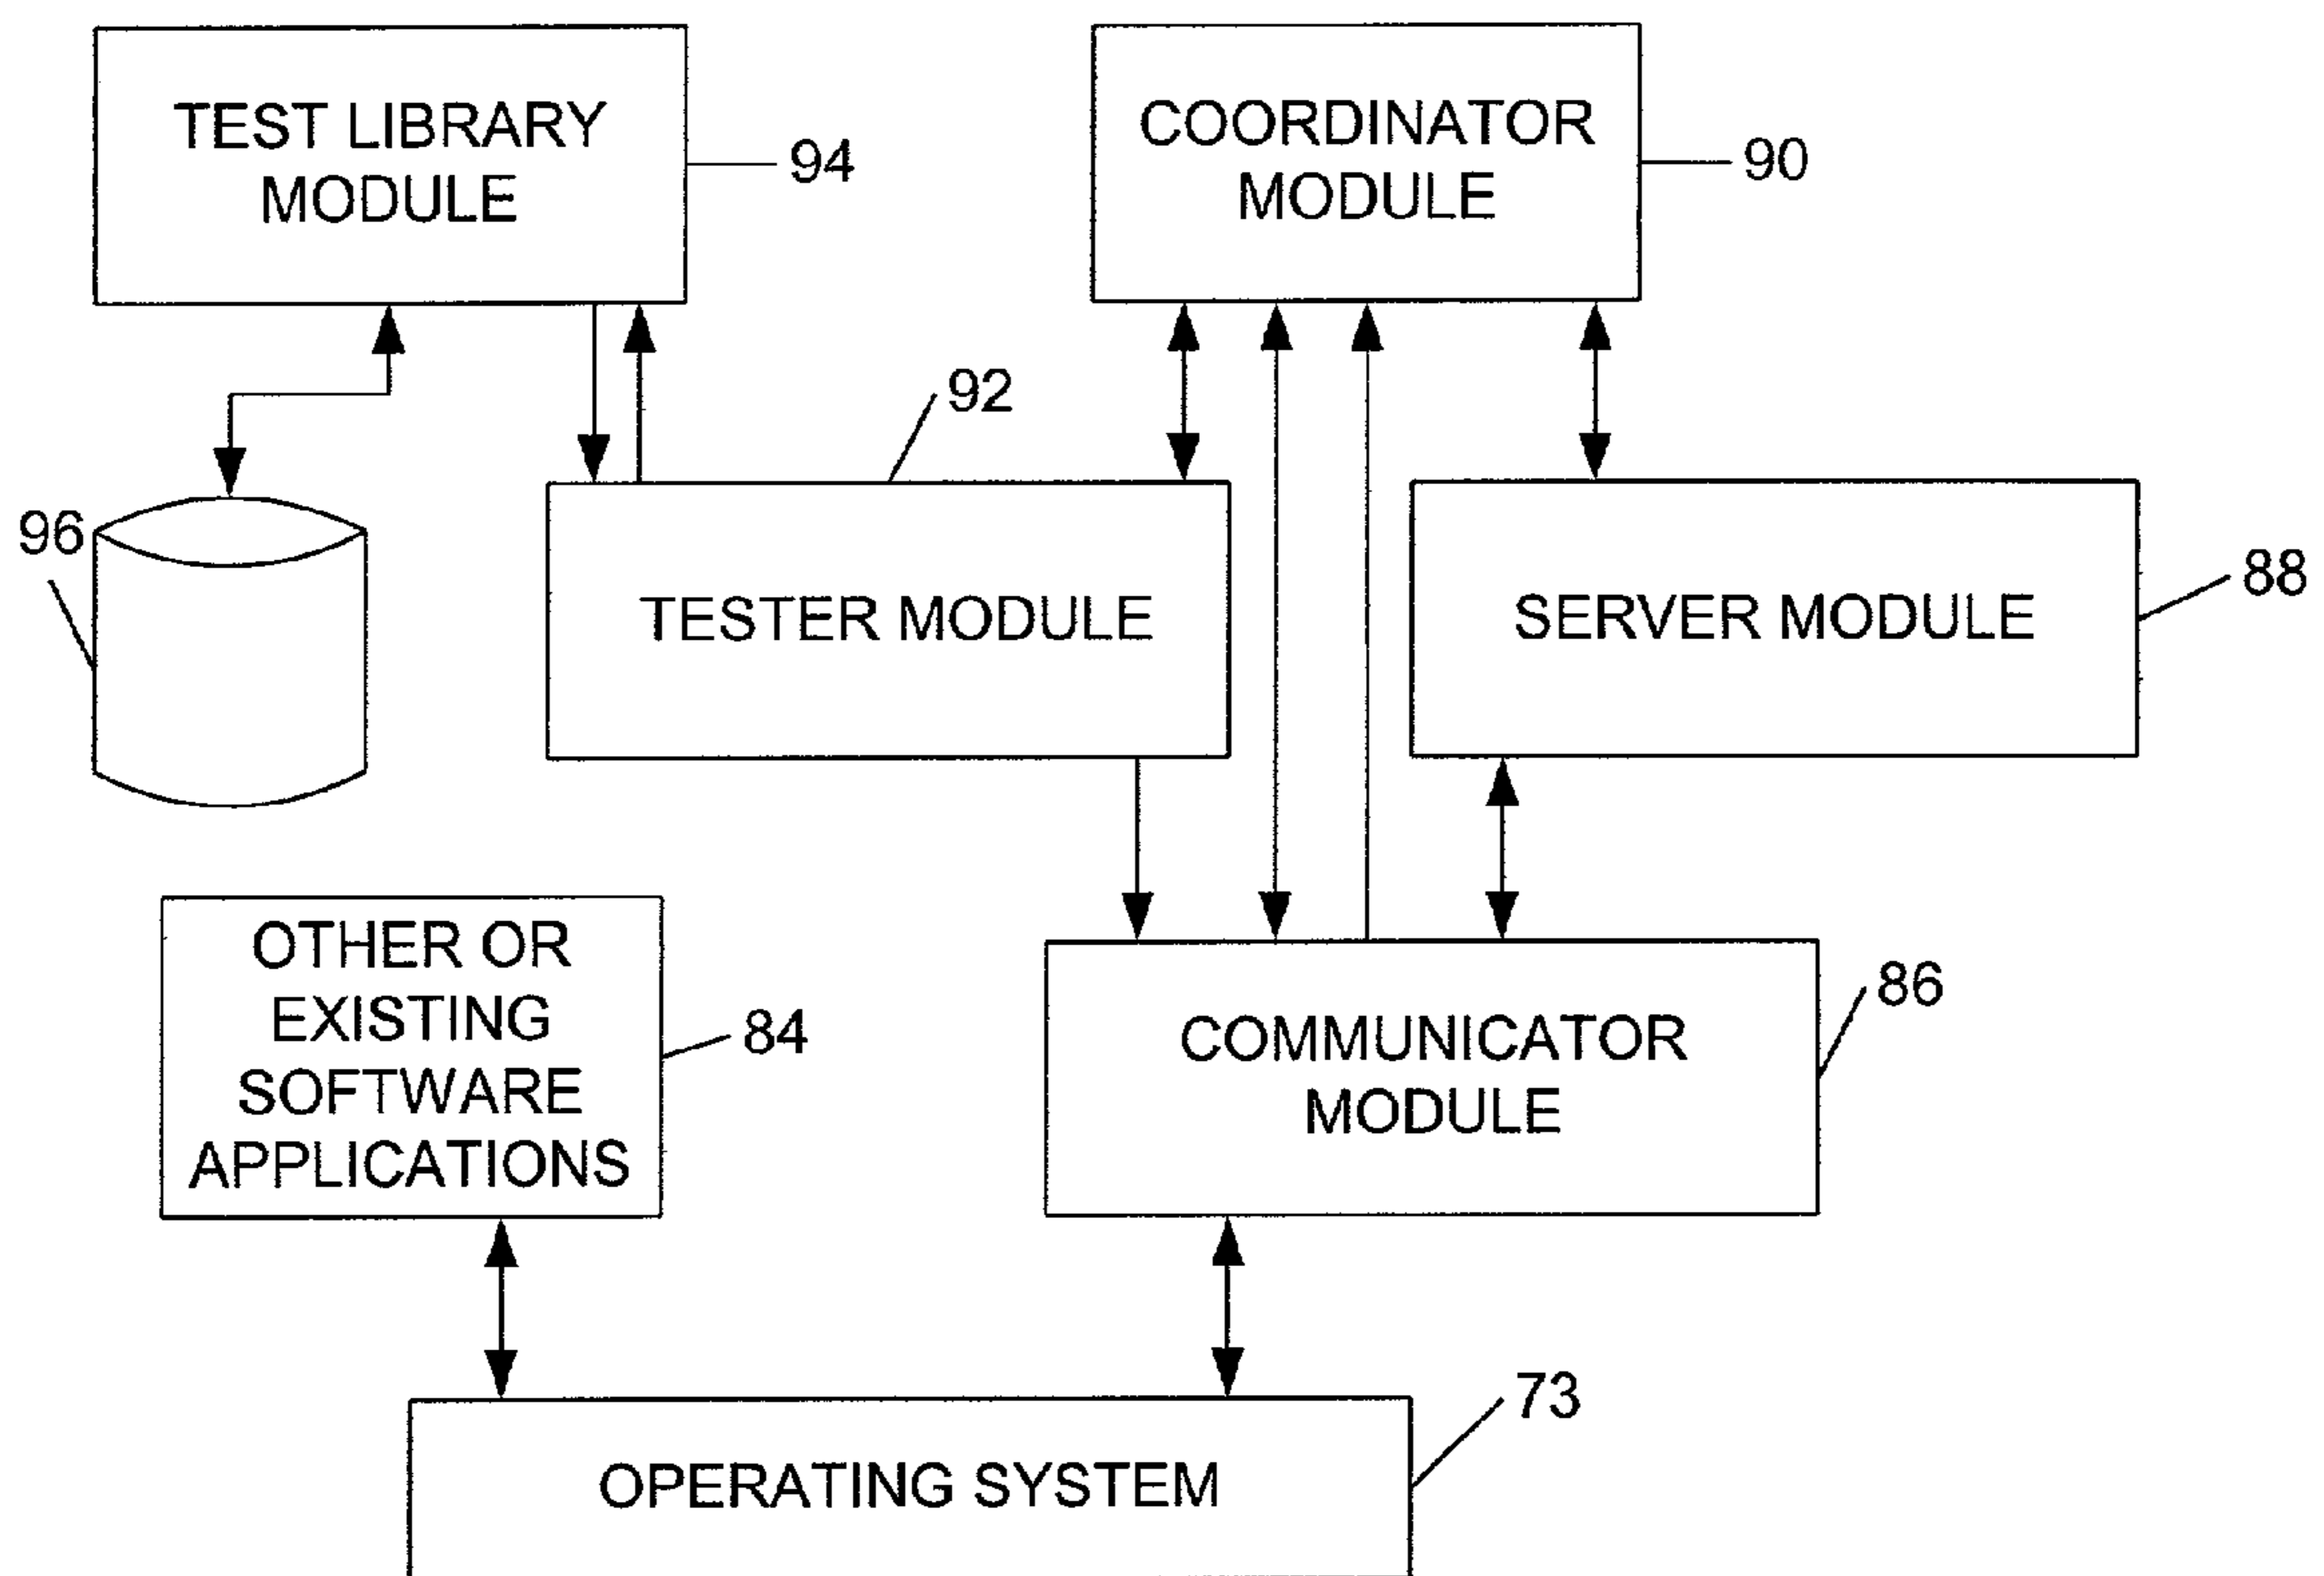 TEST LIBRARY
MODULE
94
COORDINATOR
MODULE
90
92
96
TESTER MODULE
SERVER MODULE
88
OTHER OR
EXISTING
SOFTWARE
APPLICATIONS
84
COMMUNICATOR
MODULE
86
OPERATING SYSTEM
73